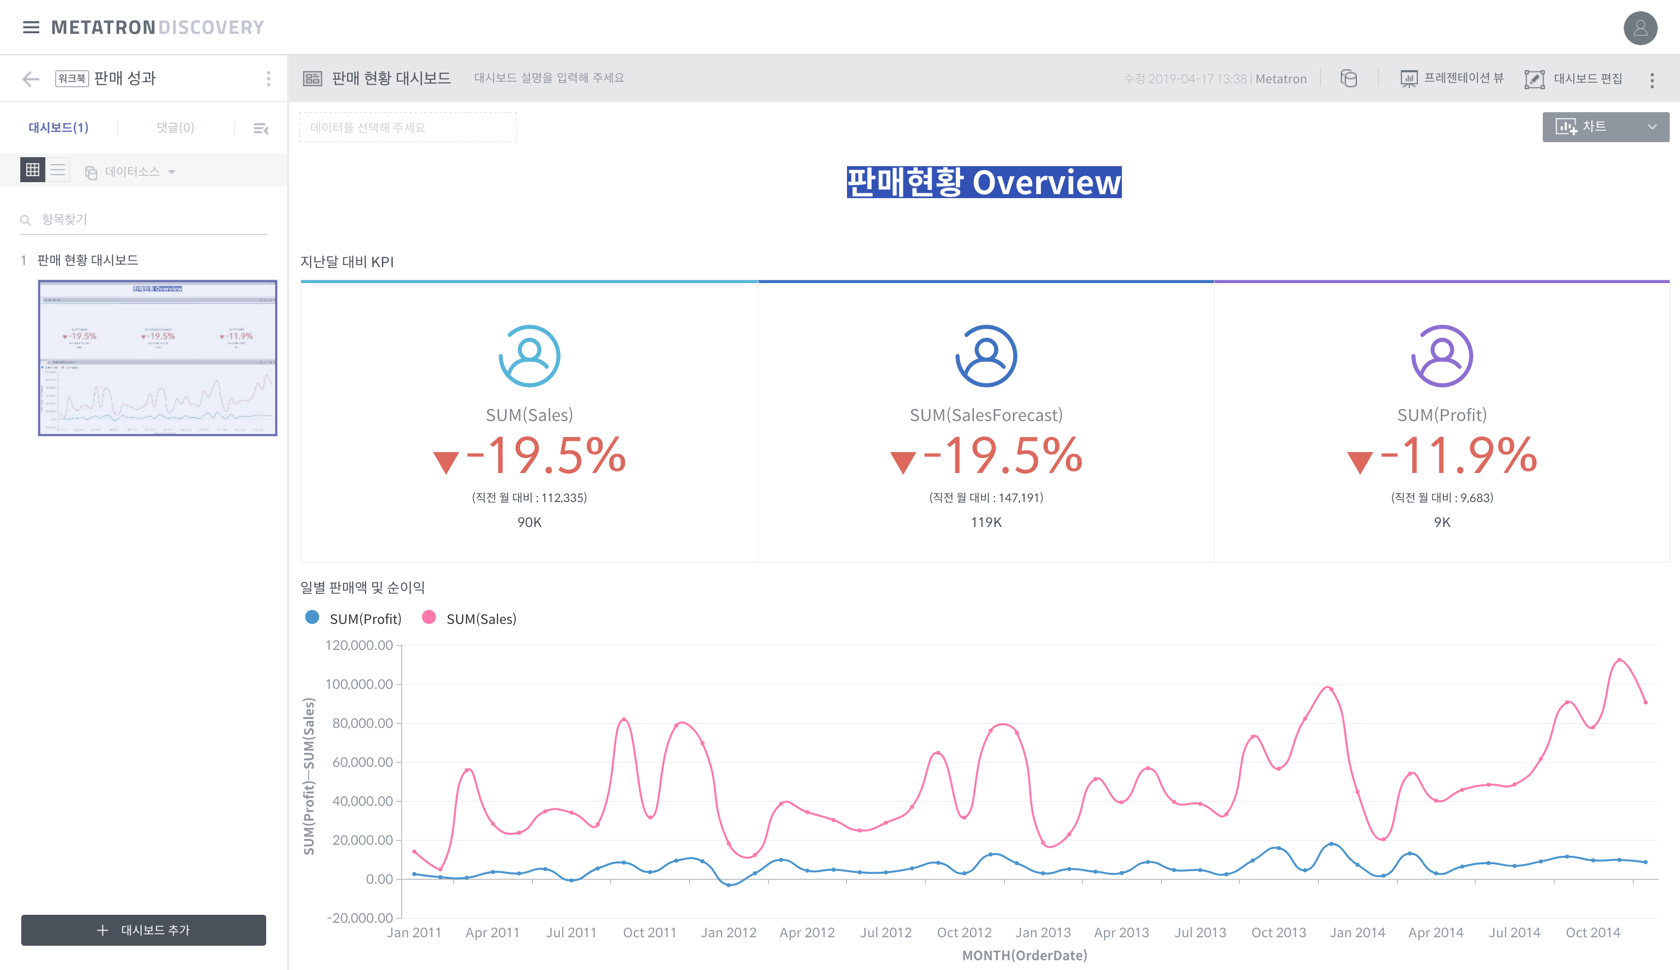 METATRON DISCOVERY
워크북 판매 성과
판매 현황 대시보드 대시보드 설명을 입력해 주세요
수정 2019-04-17 13:38 | Metatron
프레젠테이션 뷰
대시보드 편집
대시보드(1)
댓글(0)
데이터소스
항목찾기
1 판매 현황 대시보드
판매현황 Overview
-19.5%
-19.5%
-11.9%
+ 대시보드 추가
데이터를 선택해 주세요
차트
판매현황 Overview
지난달 대비 KPI
SUM(Sales)
▼-19.5%
(직전 월 대비 : 112,335)
90K
SUM(SalesForecast)
▼-19.5%
(직전 월 대비 : 147,191)
119K
SUM(Profit)
▼-11.9%
(직전 월 대비 : 9,683)
9K
일별 판매액 및 순이익
SUM(Profit) SUM(Sales)
120,000.00
100,000.00
80,000.00
60,000.00
40,000.00
20,000.00
0.00
-20,000.00
SUM(Profit)—SUM(Sales)
Jan 2011 Apr 2011 Jul 2011 Oct 2011 Jan 2012 Apr 2012 Jul 2012 Oct 2012 Jan 2013 Apr 2013 Jul 2013 Oct 2013 Jan 2014 Apr 2014 Jul 2014 Oct 2014
MONTH(OrderDate)